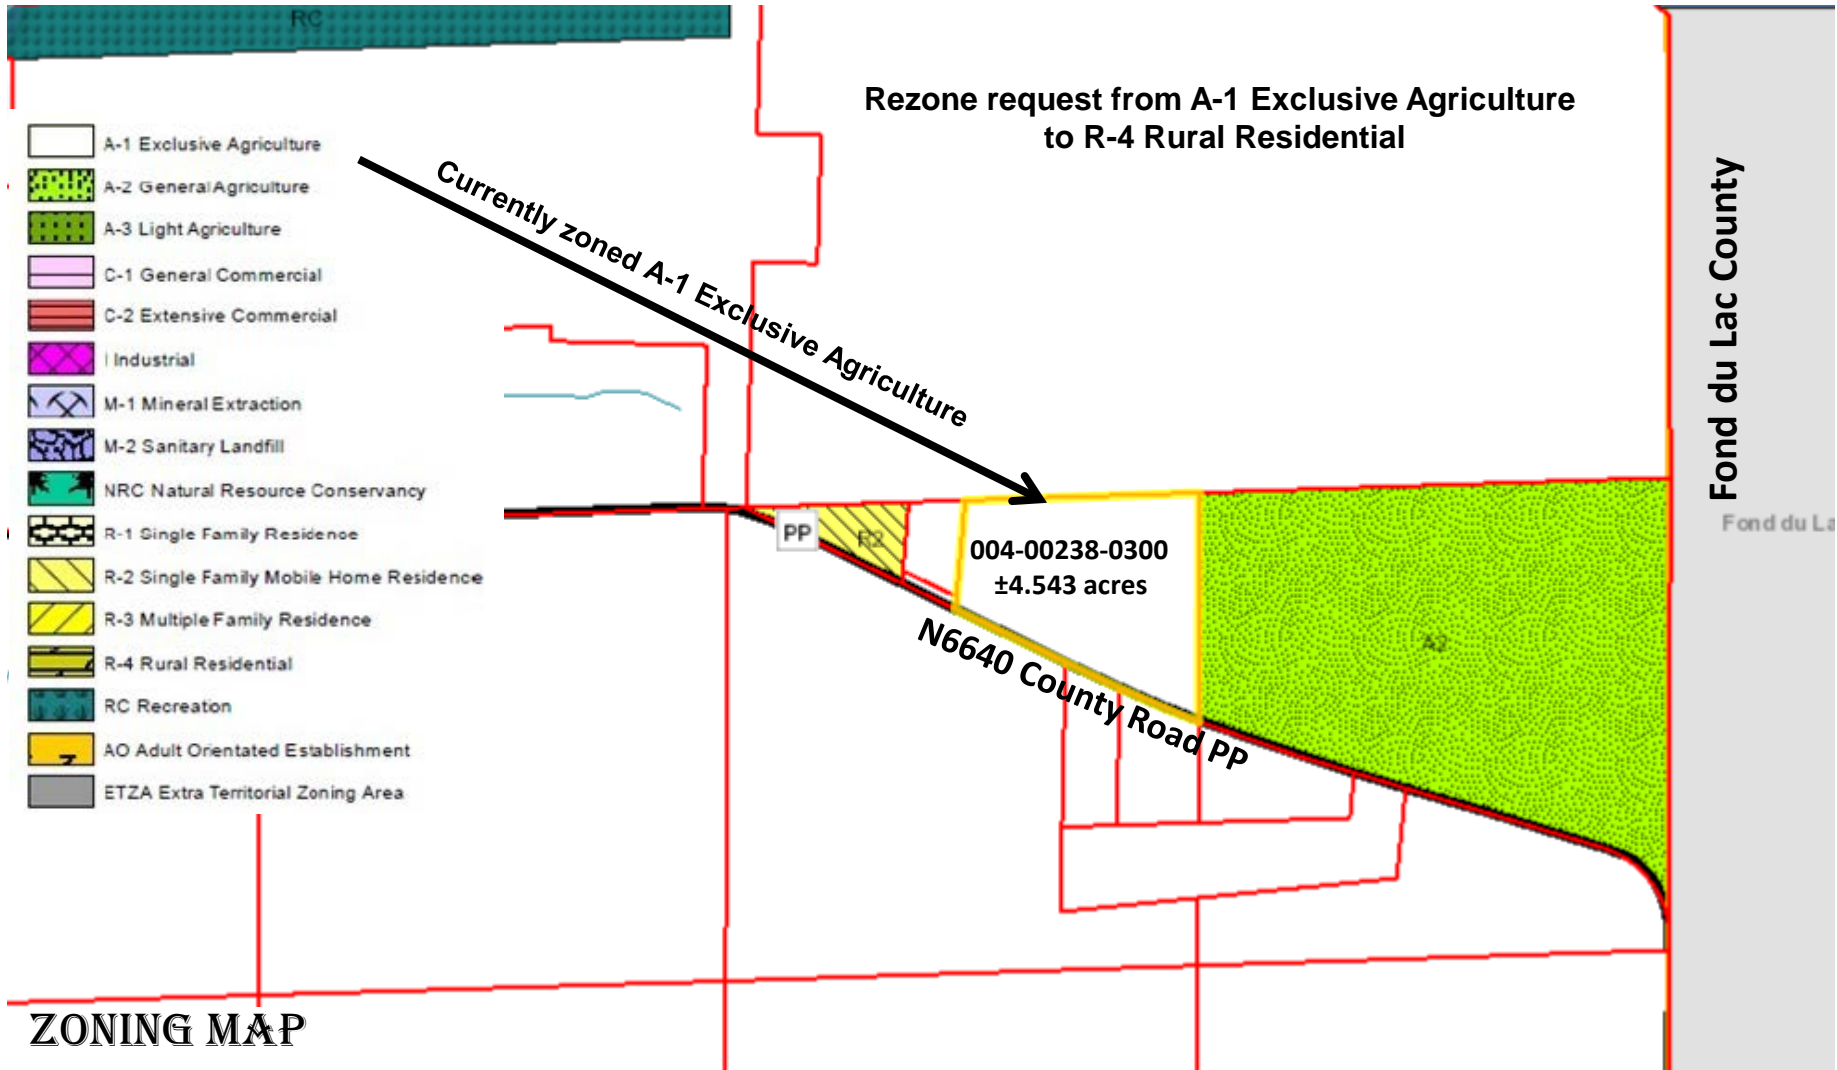 RC
Rezone request from A-1 Exclusive Agriculture
to R-4 Rural Residential
A-1 Exclusive Agriculture
A-2 General Agriculture
A-3 Light Agriculture
C-1 General Commercial
C-2 Extensive Commercial
I Industrial
M-1 Mineral Extraction
M-2 Sanitary Landfill
NRC Natural Resource Conservancy
R-1 Single Family Residence
R-2 Single Family Mobile Home Residence
R-3 Multiple Family Residence
R-4 Rural Residential
RC Recreation
AO Adult Orientated Establishment
ETZA Extra Territorial Zoning Area
Currently zoned A-1 Exclusive Agriculture
Fond du Lac County
Fond du La
PP
R2
004-00238-0300
±4.543 acres
A2
N6640 County Road PP
ZONING MAP